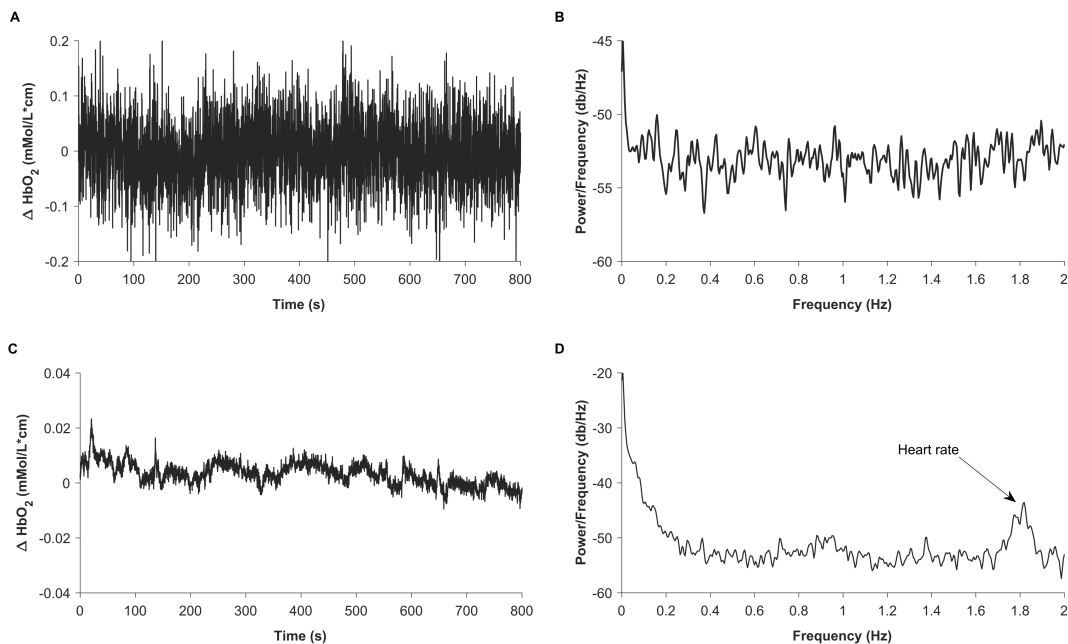 A
Δ HbO2 (mMol/L*cm)
0.2
0.1
0
-0.1
-0.2
0 100 200 300 400 500 600 700 800
Time (s)
B
Power/Frequency (db/Hz)
-45
-50
-55
-60
0 0.2 0.4 0.6 0.8 1 1.2 1.4 1.6 1.8 2
Frequency (Hz)
C
Δ HbO2 (mMol/L*cm)
0.04
0.02
0
-0.02
-0.04
0 100 200 300 400 500 600 700 800
Time (s)
D
Power/Frequency (db/Hz)
-20
-30
-40
-50
-60
Heart rate
0 0.2 0.4 0.6 0.8 1 1.2 1.4 1.6 1.8 2
Frequency (Hz)